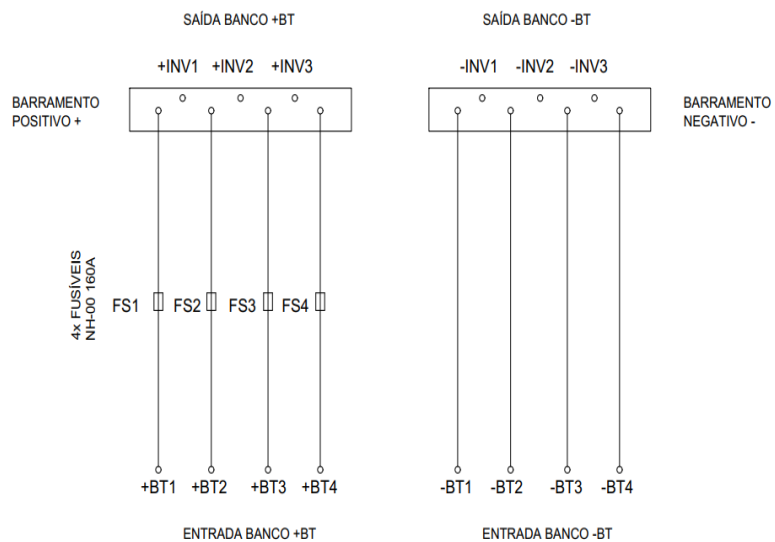 SAÍDA BANCO +BT
SAÍDA BANCO -BT
+INV1 +INV2 +INV3
-INV1 -INV2 -INV3
BARRAMENTO
POSITIVO +
BARRAMENTO
NEGATIVO -
4x FUSÍVEIS
NH-00 160A
FS1 FS2 FS3 FS4
+BT1 +BT2 +BT3 +BT4
-BT1 -BT2 -BT3 -BT4
ENTRADA BANCO +BT
ENTRADA BANCO -BT